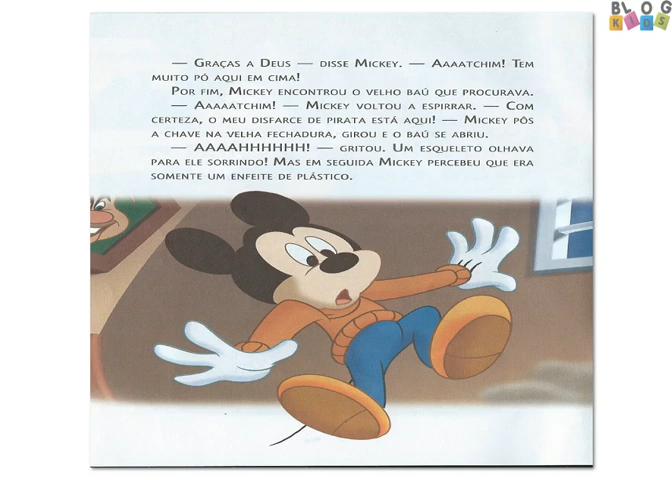 BLOG
KIDS
— Graças a Deus — disse Mickey. — Aaaatchim! Tem
muito pó aqui em cima!
Por fim, Mickey encontrou o velho baú que procurava.
— Aaaaatchim! — Mickey voltou a espirrar. — Com
certeza, o meu disfarce de pirata está aqui! — Mickey pôs
a chave na velha fechadura, girou e o baú se abriu.
— AAAAHHHHHH! — gritou. Um esqueleto olhava
para ele sorrindo! Mas em seguida Mickey percebeu que era
somente um enfeite de plástico.